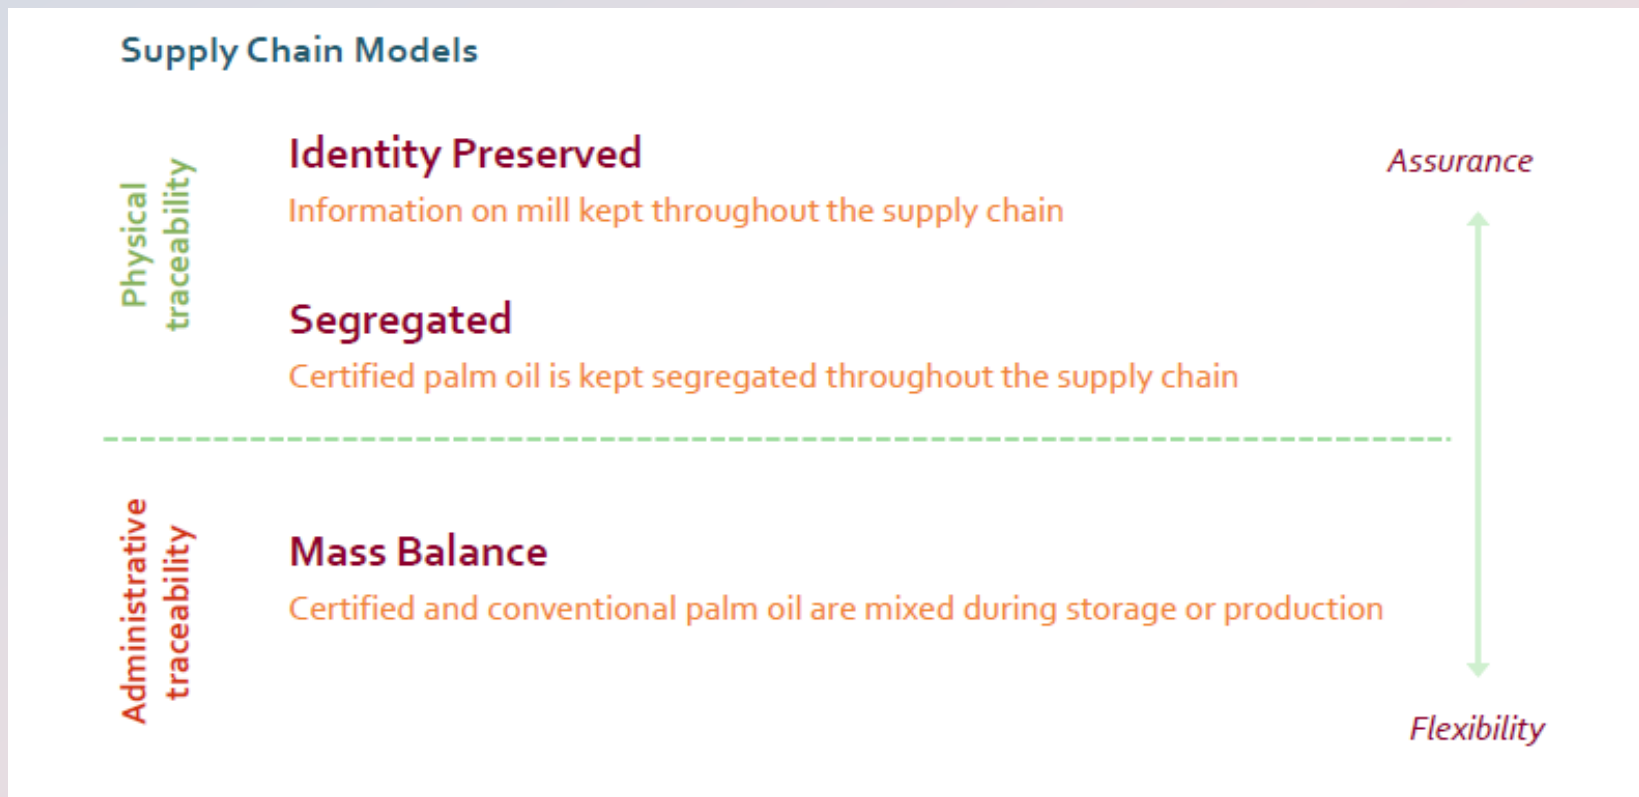 Supply Chain Models
Physical
traceability
Identity Preserved
Information on mill kept throughout the supply chain
Assurance
Segregated
Certified palm oil is kept segregated throughout the supply chain
Administrative
traceability
Mass Balance
Certified and conventional palm oil are mixed during storage or production
Flexibility